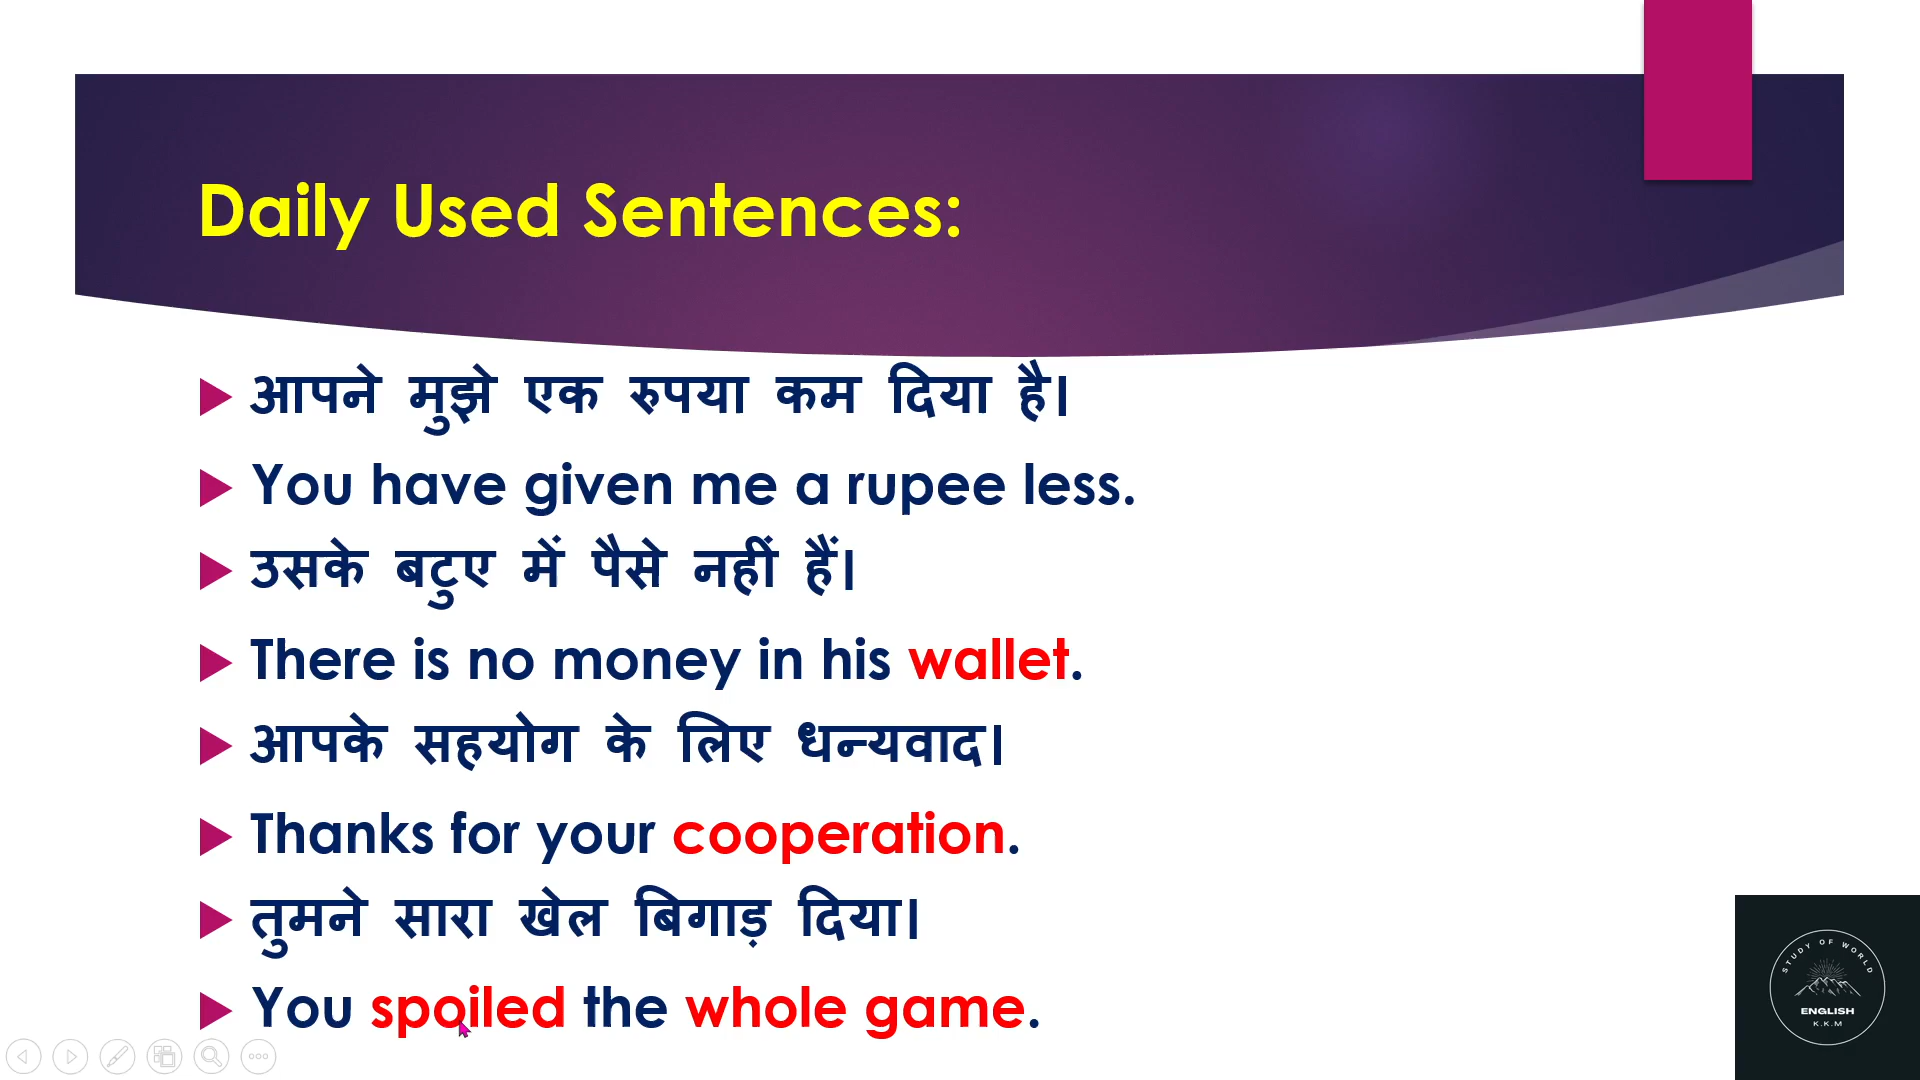 Daily Used Sentences:
आपने मुझे एक रुपया कम दिया है।
You have given me a rupee less.
उसके बटुए में पैसे नहीं हैं।
There is no money in his wallet.
आपके सहयोग के लिए धन्यवाद।
Thanks for your cooperation.
तुमने सारा खेल बिगाड़ दिया।
You spoiled the whole game.
STUDY OF WORLD
ENGLISH
K.K.M